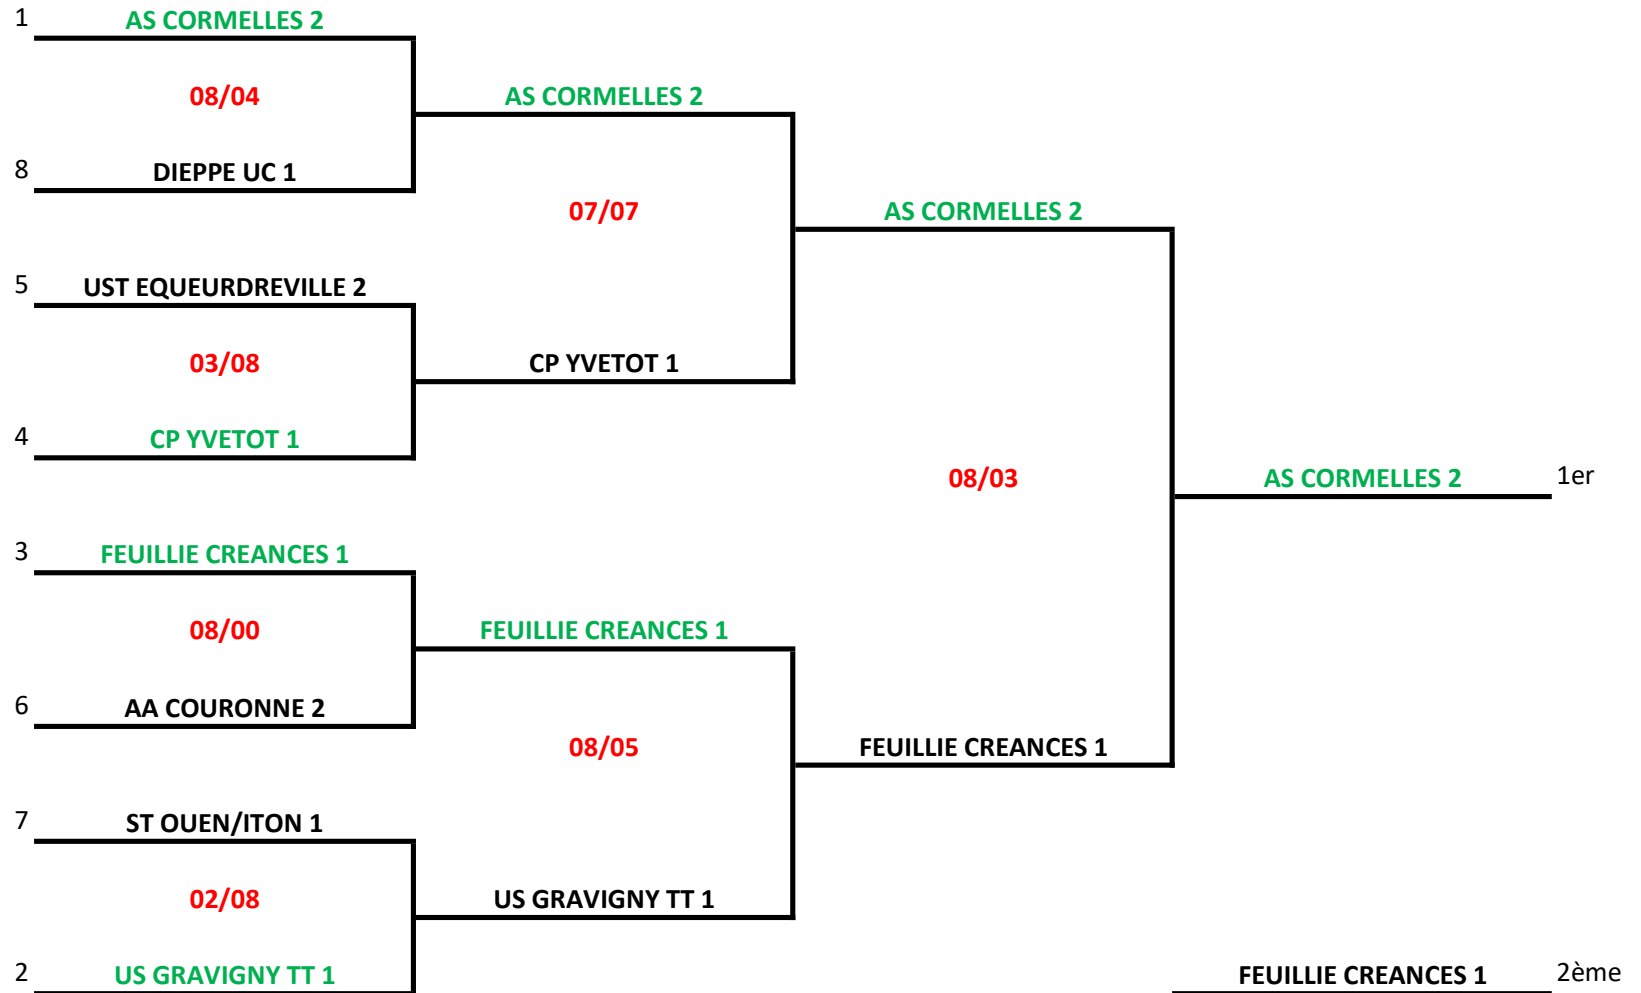 1 AS CORMELLES 2
08/04 AS CORMELLES 2
8 DIEPPE UC 1
07/07 AS CORMELLES 2
5 UST EQUEURDREVILLE 2
03/08 CP YVETOT 1
4 CP YVETOT 1
08/03 AS CORMELLES 2 1er
3 FEUILLIE CREANCES 1
08/00 FEUILLIE CREANCES 1
6 AA COURONNE 2
08/05 FEUILLIE CREANCES 1
7 ST OUEN/ITON 1
02/08 US GRAVIGNY TT 1
2 US GRAVIGNY TT 1 FEUILLIE CREANCES 1 2ème